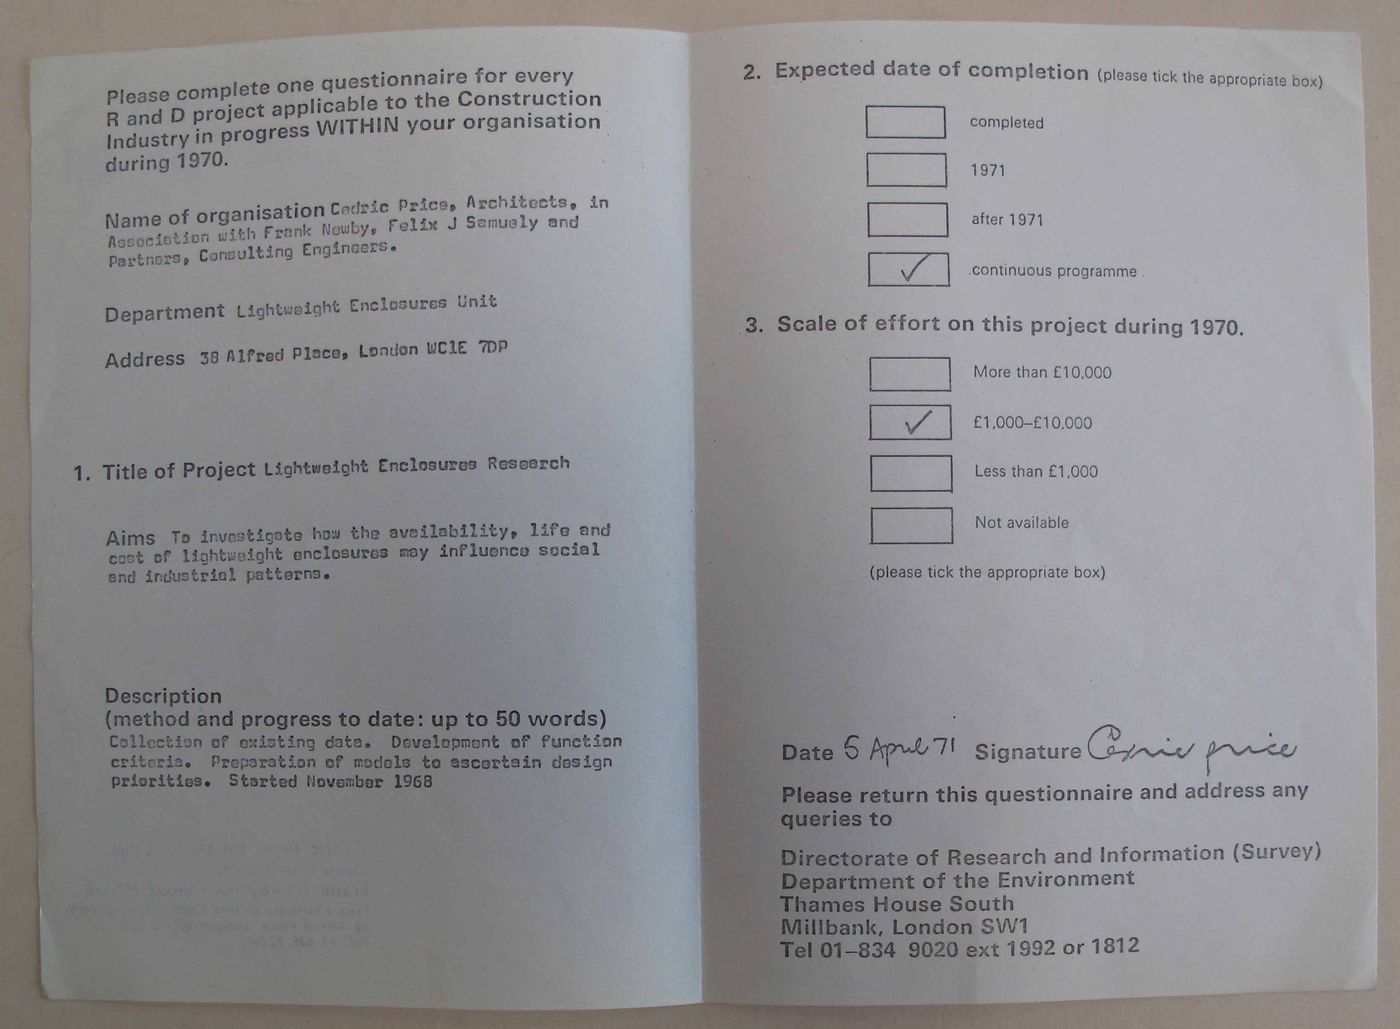 Please complete one questionnaire for every
R and D project applicable to the Construction
Industry in progress WITHIN your organisation
during 1970.
Name of organisation Cedric Price, Architects, in
Association with Frank Newby, Felix J Samuely and
Partners, Consulting Engineers.
Department Lightweight Enclosures Unit
Address 38 Alfred Place, London WC1E 7DP
1. Title of Project Lightweight Enclosures Research
Aims To investigate how the availability, life and
cost of lightweight enclosures may influence social
and industrial patterns.
Description
(method and progress to date: up to 50 words)
Collection of existing data. Development of function
criteria. Preparation of models to ascertain design
priorities. Started November 1968
2. Expected date of completion (please tick the appropriate box)
completed
1971
after 1971
✓ continuous programme
3. Scale of effort on this project during 1970.
More than £10,000
✓ £1,000–£10,000
Less than £1,000
Not available
(please tick the appropriate box)
Date 5 April 71 Signature Cedric Price
Please return this questionnaire and address any
queries to
Directorate of Research and Information (Survey)
Department of the Environment
Thames House South
Millbank, London SW1
Tel 01–834 9020 ext 1992 or 1812